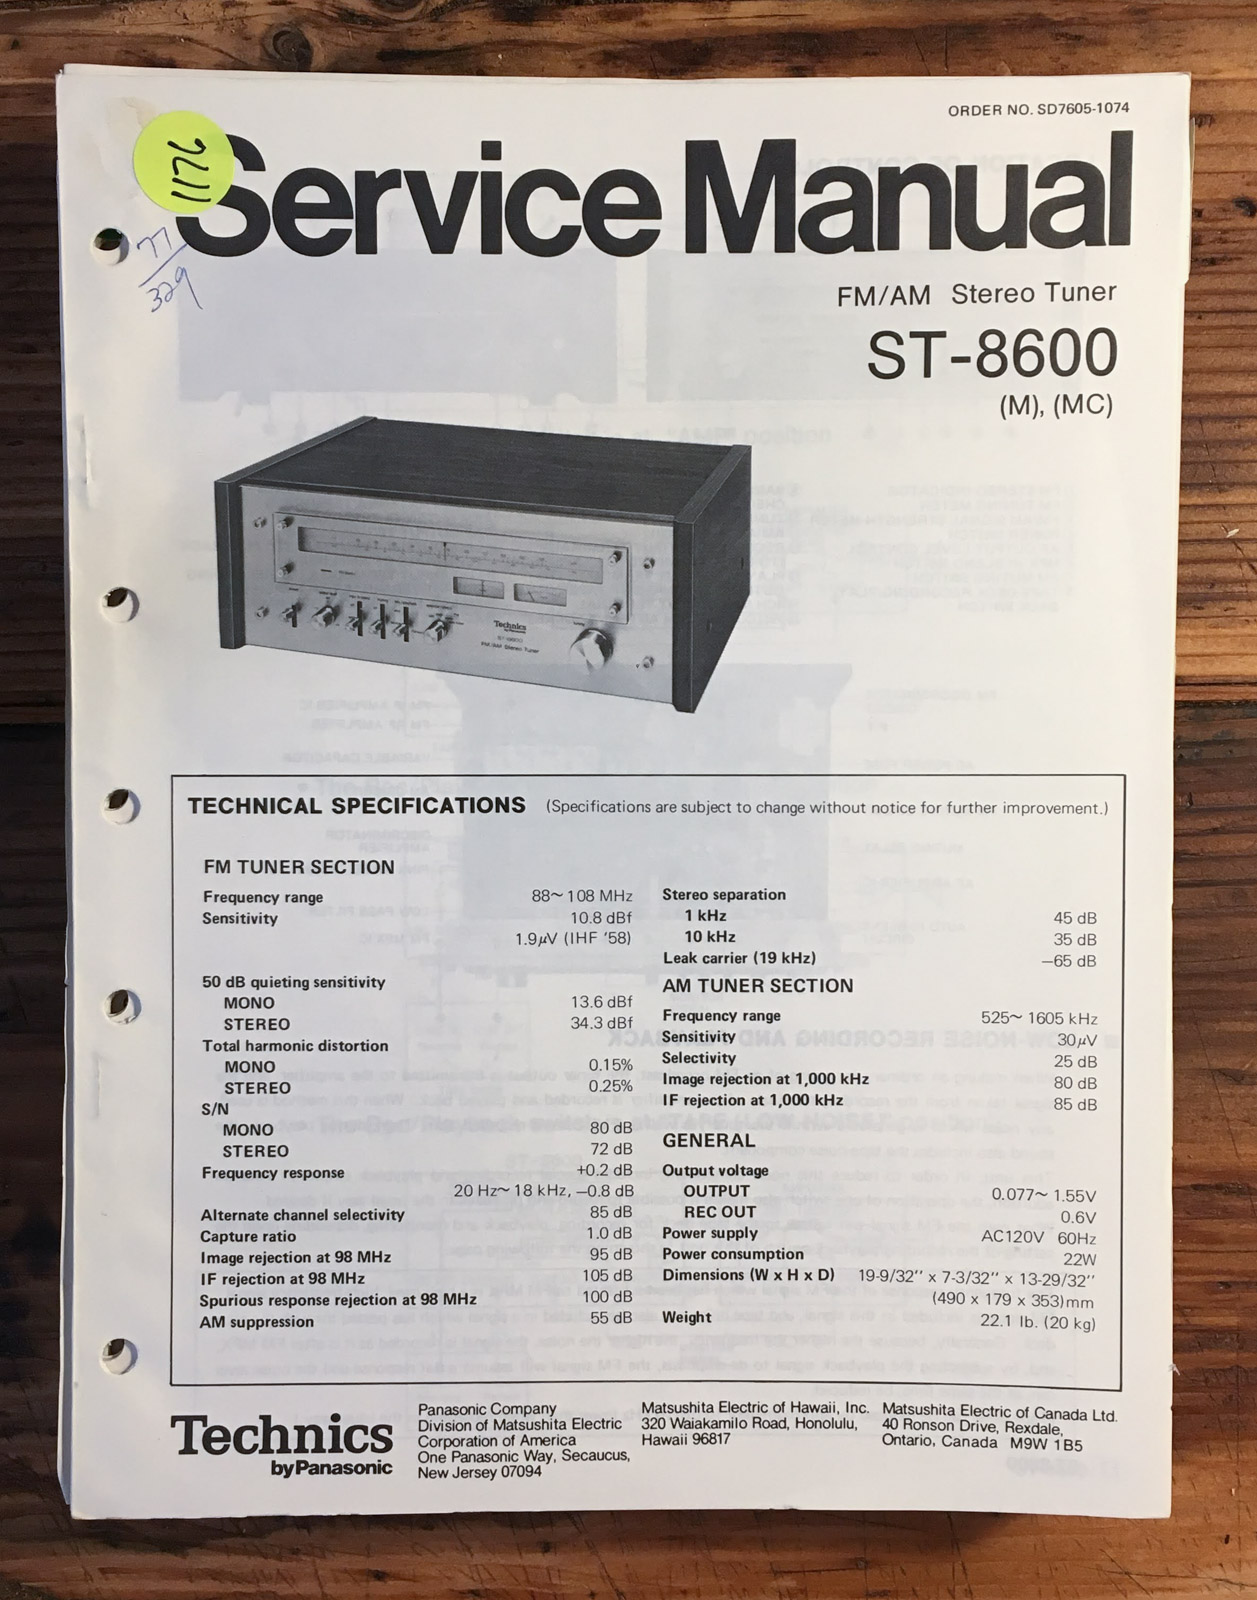 ORDER NO. SD7605-1074
1176
Service Manual
77
329
FM/AM Stereo Tuner
ST-8600
(M), (MC)
Technics
by Panasonic
ST-8600
FM/AM Stereo Tuner
TECHNICAL SPECIFICATIONS (Specifications are subject to change without notice for further improvement.)
FM TUNER SECTION
Frequency range 88~108 MHz
Sensitivity 10.8 dBf
1.9μV (IHF '58)
50 dB quieting sensitivity
MONO 13.6 dBf
STEREO 34.3 dBf
Total harmonic distortion
MONO 0.15%
STEREO 0.25%
S/N
MONO 80 dB
STEREO 72 dB
Frequency response +0.2 dB
20 Hz~18 kHz, −0.8 dB
Alternate channel selectivity 85 dB
Capture ratio 1.0 dB
Image rejection at 98 MHz 95 dB
IF rejection at 98 MHz 105 dB
Spurious response rejection at 98 MHz 100 dB
AM suppression 55 dB
Stereo separation
1 kHz 45 dB
10 kHz 35 dB
Leak carrier (19 kHz) −65 dB
AM TUNER SECTION
Frequency range 525~1605 kHz
Sensitivity 30μV
Selectivity 25 dB
Image rejection at 1,000 kHz 80 dB
IF rejection at 1,000 kHz 85 dB
GENERAL
Output voltage
OUTPUT 0.077~1.55V
REC OUT 0.6V
Power supply AC120V 60Hz
Power consumption 22W
Dimensions (W x H x D) 19-9/32'' x 7-3/32'' x 13-29/32''
(490 x 179 x 353)mm
Weight 22.1 lb. (20 kg)
Technics
by Panasonic
Panasonic Company
Division of Matsushita Electric
Corporation of America
One Panasonic Way, Secaucus,
New Jersey 07094
Matsushita Electric of Hawaii, Inc.
320 Waiakamilo Road, Honolulu,
Hawaii 96817
Matsushita Electric of Canada Ltd.
40 Ronson Drive, Rexdale,
Ontario, Canada M9W 1B5